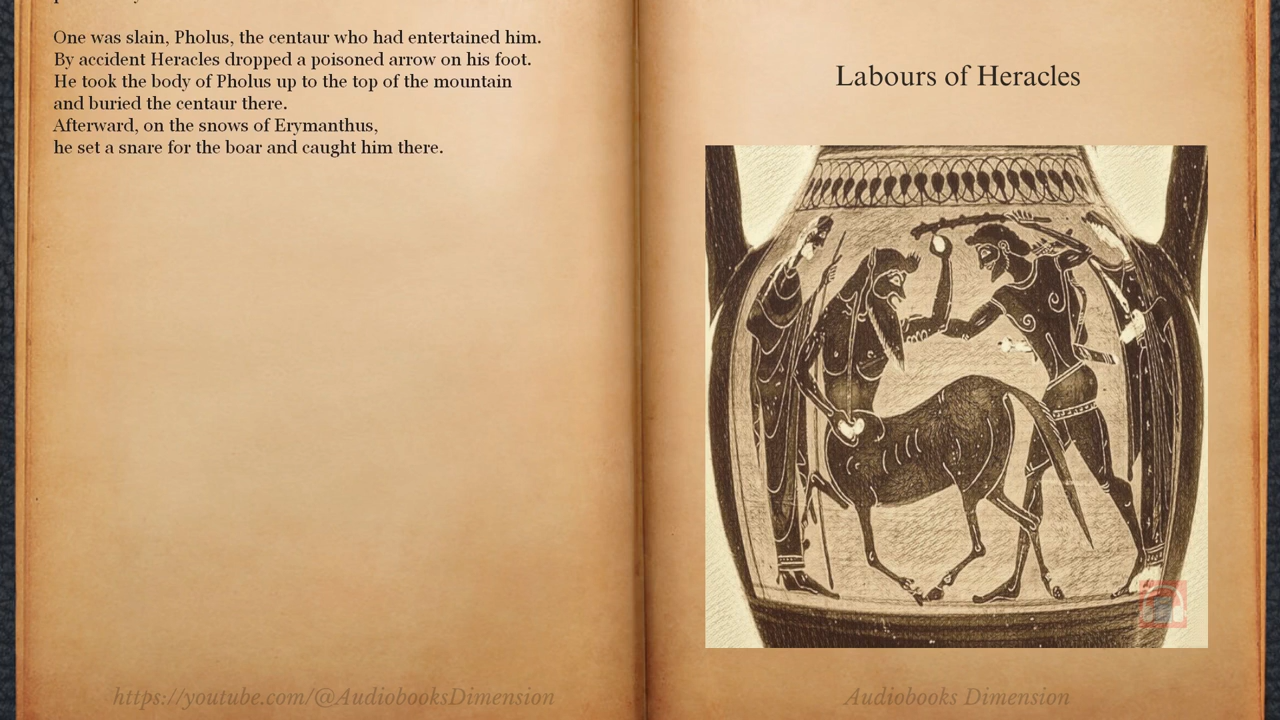 One was slain, Pholus, the centaur who had entertained him.
By accident Heracles dropped a poisoned arrow on his foot.
He took the body of Pholus up to the top of the mountain
and buried the centaur there.
Afterward, on the snows of Erymanthus,
he set a snare for the boar and caught him there.
https://youtube.com/@AudiobooksDimension
Labours of Heracles
Audiobooks Dimension